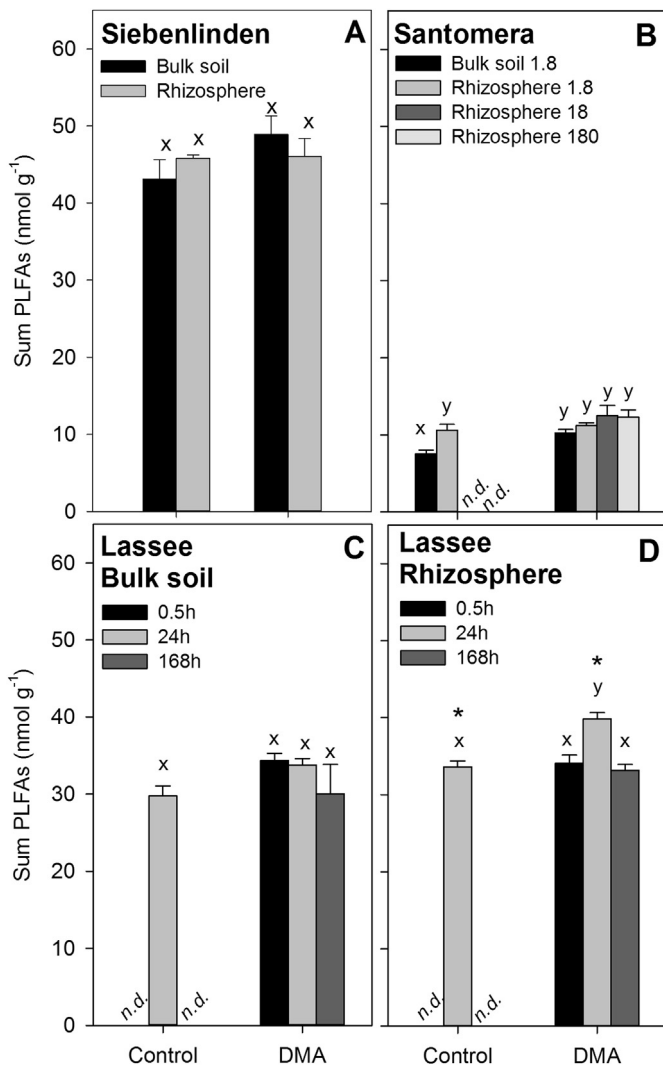 Siebenlinden A
Bulk soil
Rhizosphere
60
50
40
30
20
10
0
Sum PLFAs (nmol g-1)
x x x x
Santomera B
Bulk soil 1.8
Rhizosphere 1.8
Rhizosphere 18
Rhizosphere 180
x y n.d. n.d. y y y y
Lassee C
Bulk soil
0.5h
24h
168h
60
50
40
30
20
10
0
Sum PLFAs (nmol g-1)
x x x x
n.d. n.d.
Control DMA
Lassee D
Rhizosphere
0.5h
24h
168h
* *
x x y x
n.d. n.d.
Control DMA